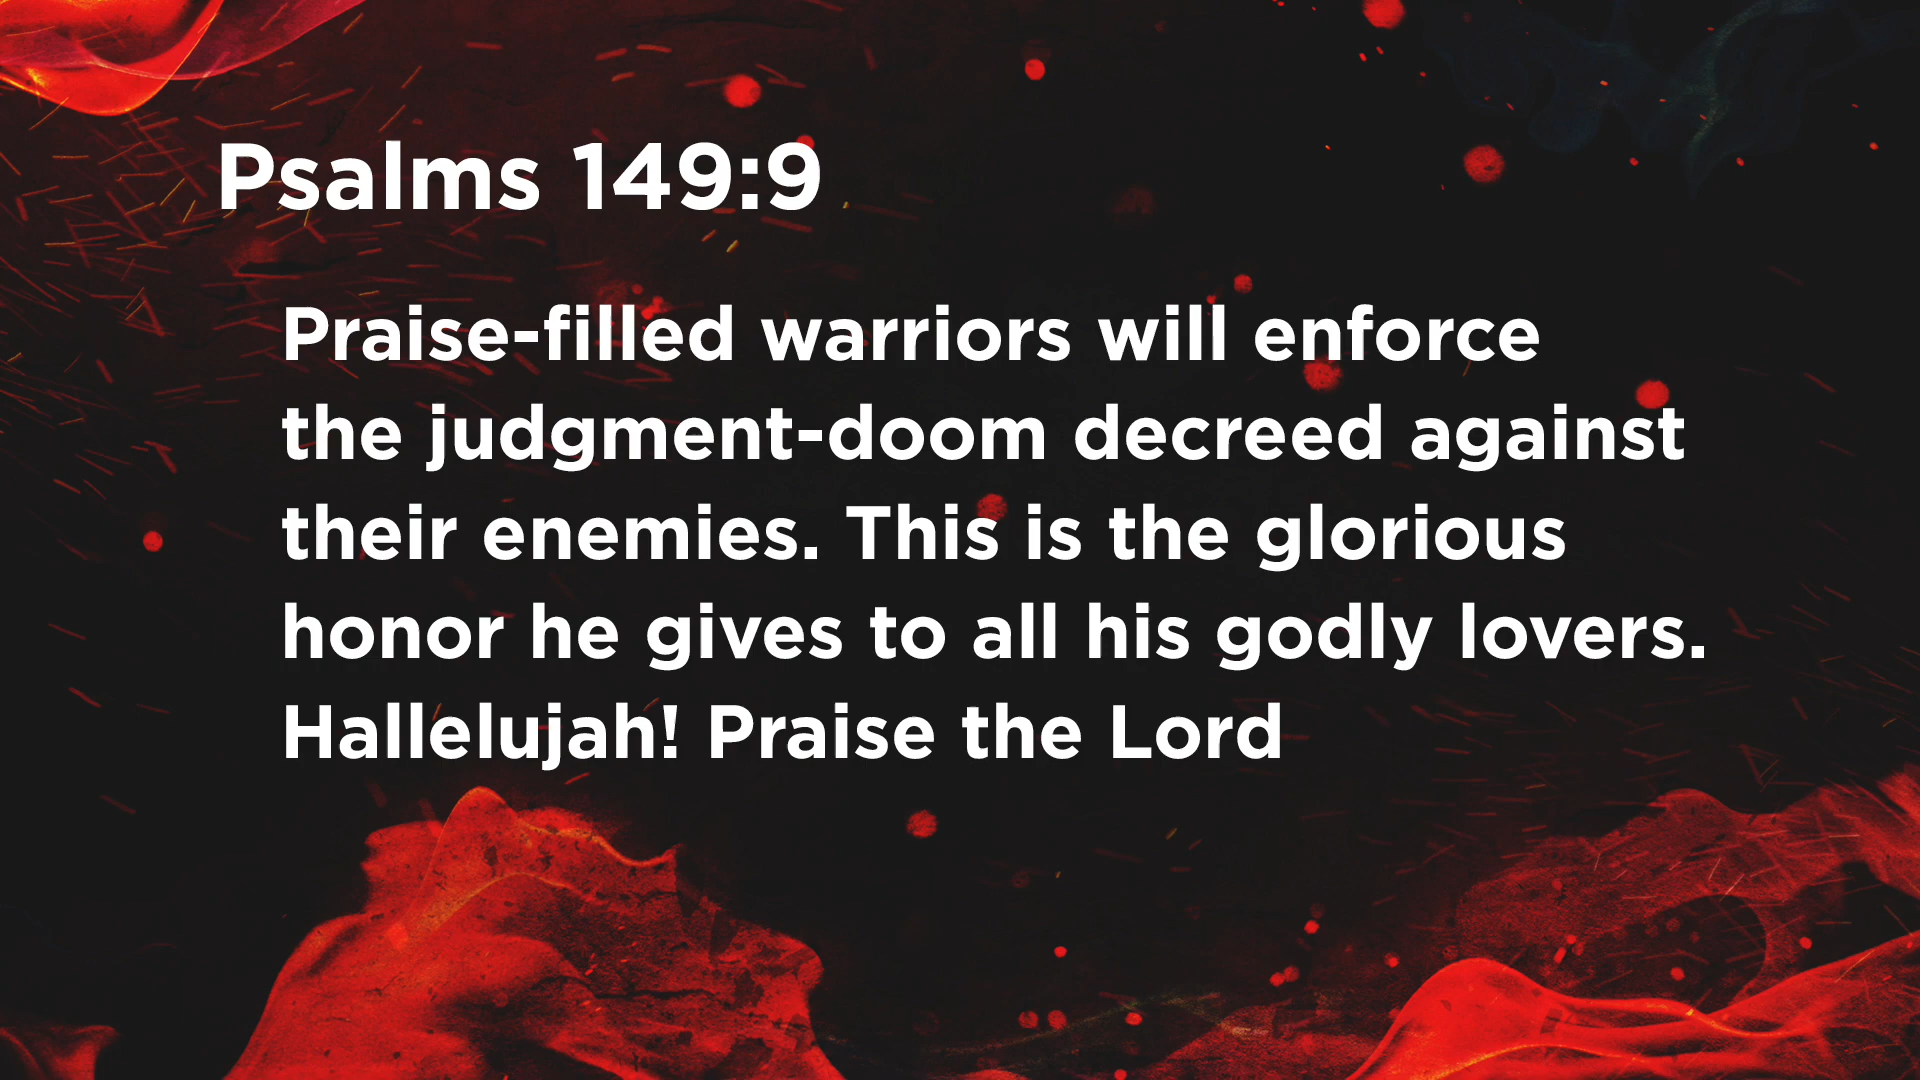 Psalms 149:9
Praise-filled warriors will enforce
the judgment-doom decreed against
their enemies. This is the glorious
honor he gives to all his godly lovers.
Hallelujah! Praise the Lord